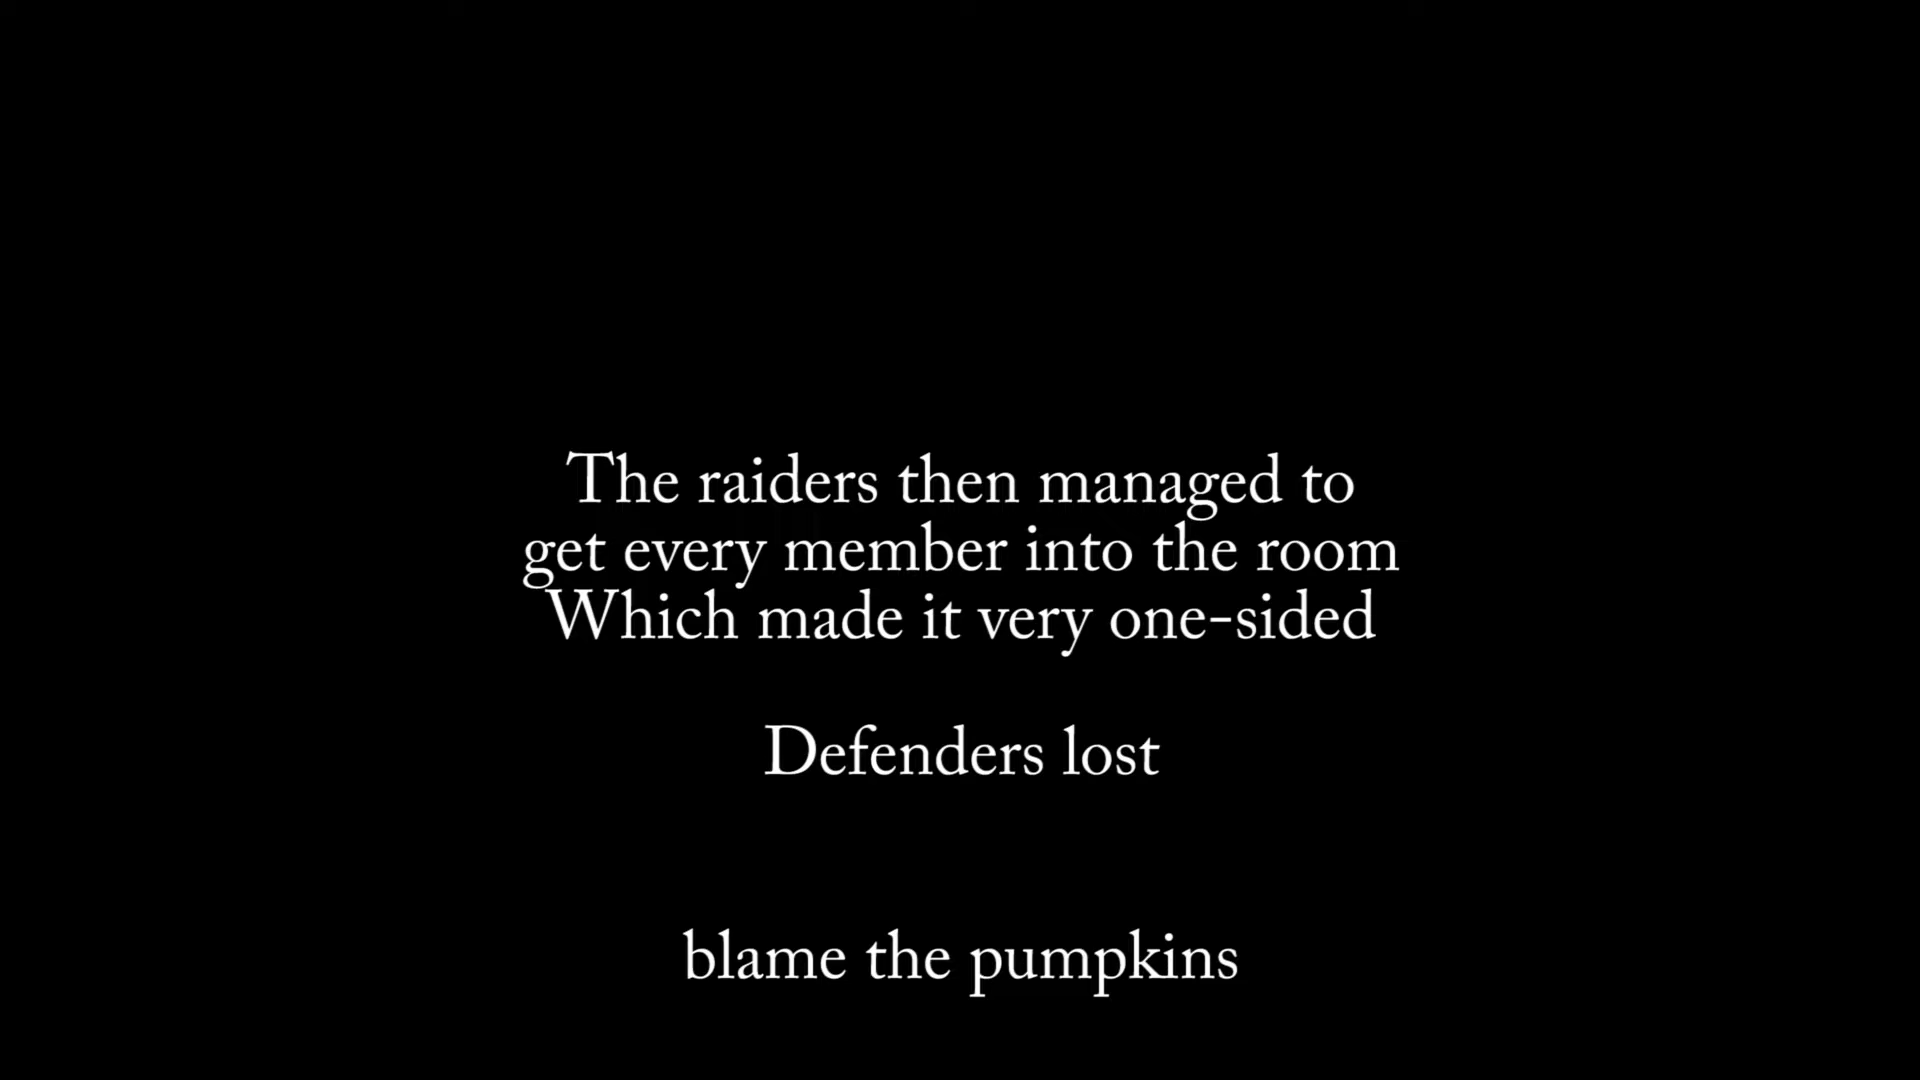 The raiders then managed to
get every member into the room
Which made it very one-sided
Defenders lost
blame the pumpkins